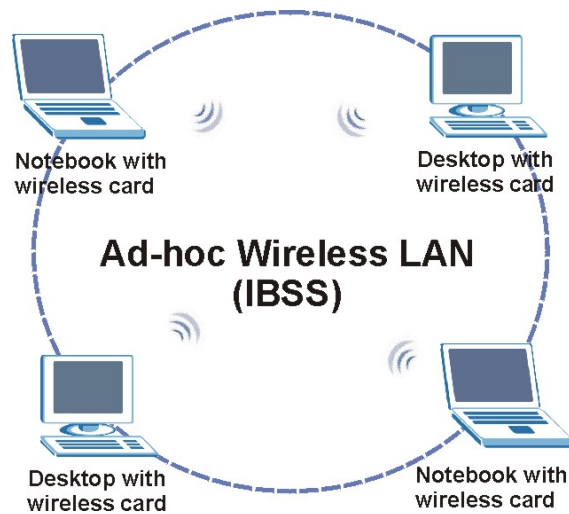 Notebook with
wireless card
Desktop with
wireless card
Ad-hoc Wireless LAN
(IBSS)
Desktop with
wireless card
Notebook with
wireless card